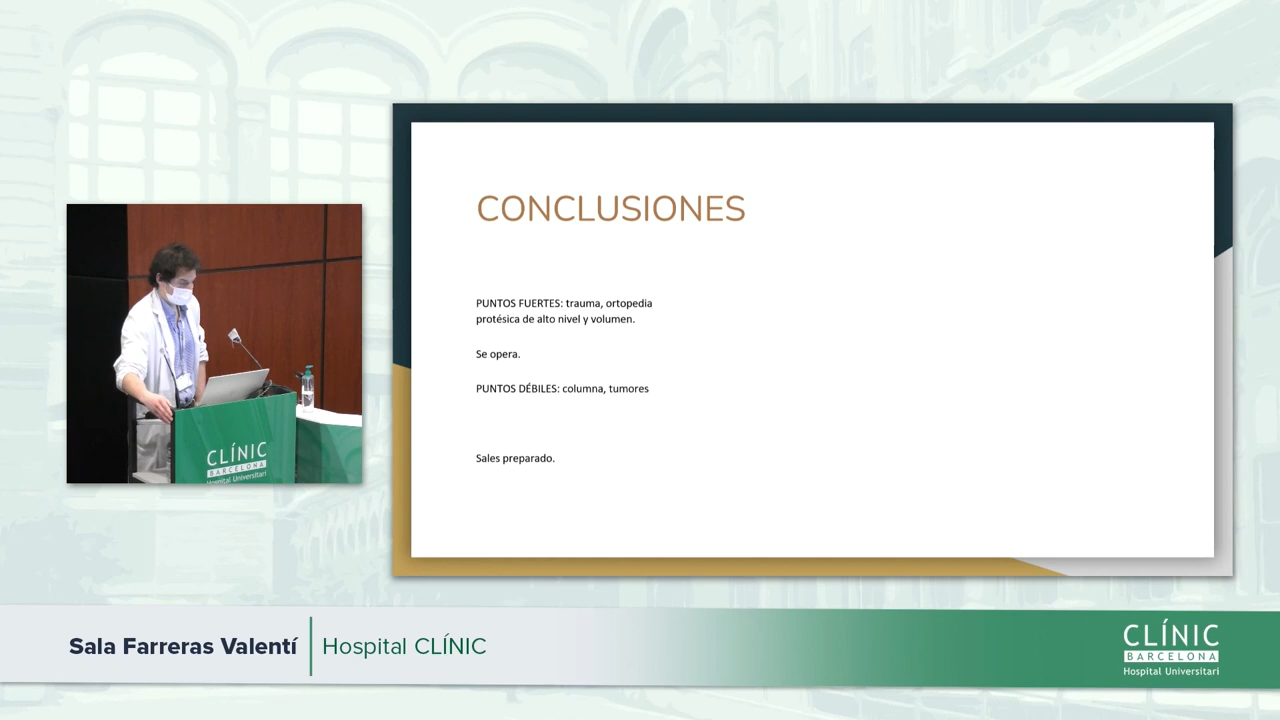 CONCLUSIONES
PUNTOS FUERTES: trauma, ortopedia
protésica de alto nivel y volumen.
Se opera.
PUNTOS DÉBILES: columna, tumores
Sales preparado.
CLÍNIC
BARCELONA
Hospital Universitari
Sala Farreras Valentí
Hospital CLÍNIC
CLÍNIC
BARCELONA
Hospital Universitari